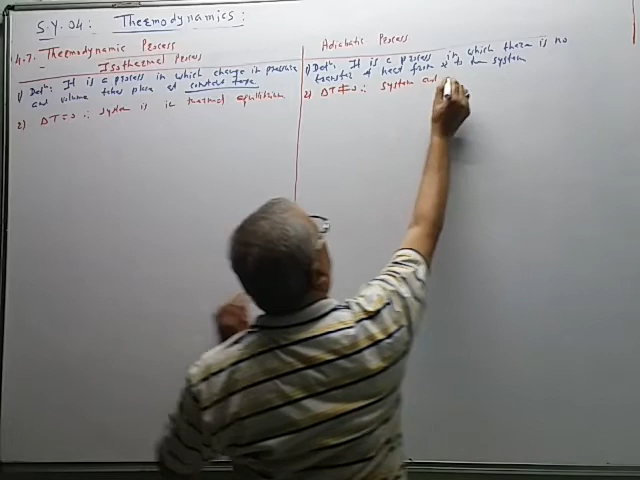 S.Y. 04: Thermodynamics:
4.7. Thermodynamic Process
Isothermal Process
1) Defⁿ: It is a process in which change in pressure
and volume takes place at constant temp
2) ΔT=0 ∴ System is in thermal equilibrium
Adiabatic Process
1) Defⁿ: It is a process in which there is no
transfer of heat from or to the system
2) ΔT≠0 ∴ System and